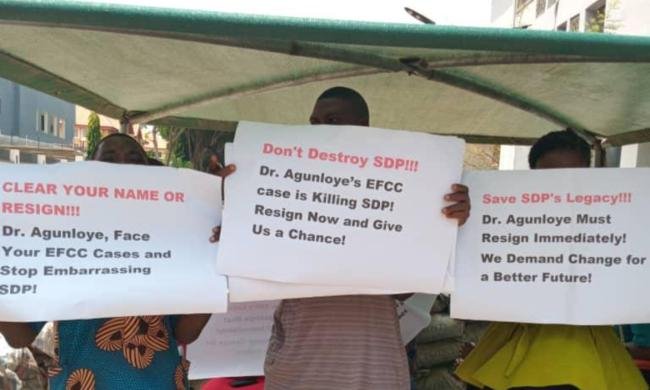 CLEAR YOUR NAME OR
RESIGN!!!
Dr. Agunloye, Face
Your EFCC Cases and
Stop Embarrassing
SDP!
Don't Destroy SDP!!!
Dr. Agunloye's EFCC
case is Killing SDP!
Resign Now and Give
Us a Chance!
Save SDP's Legacy!!!
Dr. Agunloye Must
Resign Immediately!
We Demand Change for
a Better Future!